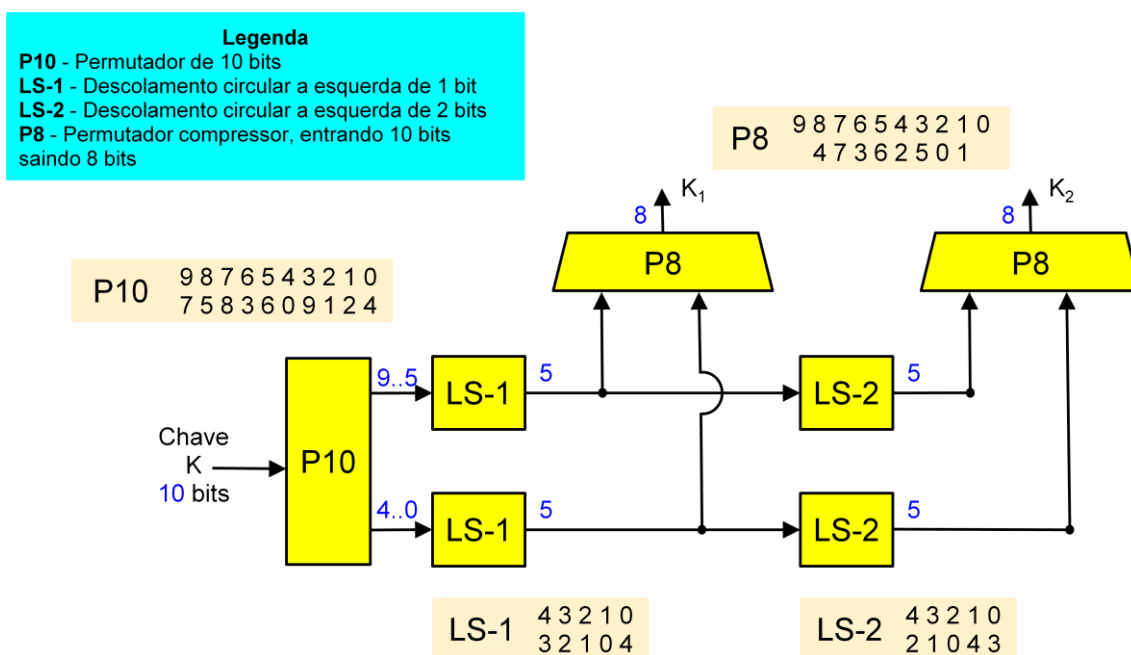 Legenda
P10 - Permutador de 10 bits
LS-1 - Descolamento circular a esquerda de 1 bit
LS-2 - Descolamento circular a esquerda de 2 bits
P8 - Permutador compressor, entrando 10 bits
saindo 8 bits
P8
9 8 7 6 5 4 3 2 1 0
4 7 3 6 2 5 0 1
8
K1
8
K2
P8
P8
P10
9 8 7 6 5 4 3 2 1 0
7 5 8 3 6 0 9 1 2 4
9..5
LS-1
5
LS-2
5
Chave
K
10 bits
P10
4..0
LS-1
5
LS-2
5
LS-1
4 3 2 1 0
3 2 1 0 4
LS-2
4 3 2 1 0
2 1 0 4 3